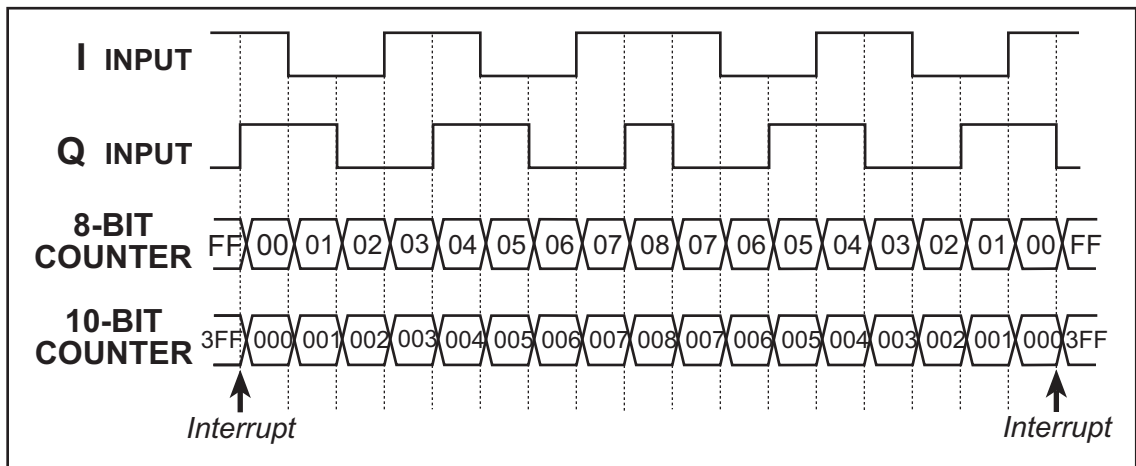 I INPUT
Q INPUT
8-BIT
COUNTER
FF 00 01 02 03 04 05 06 07 08 07 06 05 04 03 02 01 00 FF
10-BIT
COUNTER
3FF 000 001 002 003 004 005 006 007 008 007 006 005 004 003 002 001 000 3FF
Interrupt Interrupt